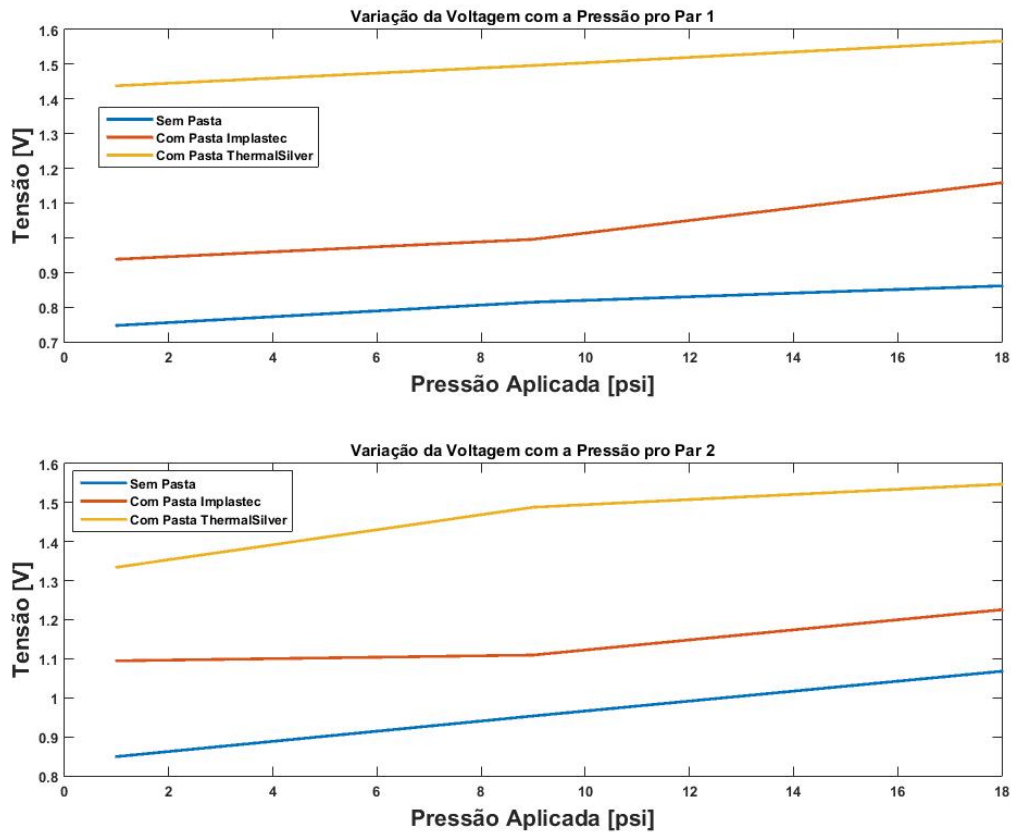 Variação da Voltagem com a Pressão pro Par 1
1.6
1.5
1.4
1.3
1.2
1.1
1
0.9
0.8
0.7
Tensão [V]
Sem Pasta
Com Pasta Implastec
Com Pasta ThermalSilver
0 2 4 6 8 10 12 14 16 18
Pressão Aplicada [psi]
Variação da Voltagem com a Pressão pro Par 2
1.6
1.5
1.4
1.3
1.2
1.1
1
0.9
0.8
Tensão [V]
Sem Pasta
Com Pasta Implastec
Com Pasta ThermalSilver
0 2 4 6 8 10 12 14 16 18
Pressão Aplicada [psi]